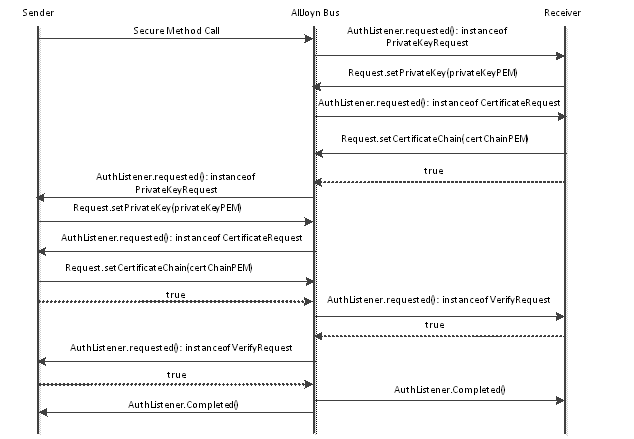 Sender
AllJoyn Bus
Receiver
Secure Method Call
AuthListener.requested(): instanceof
PrivateKeyRequest
Request.setPrivateKey(privateKeyPEM)
AuthListener.requested(): instanceof CertificateRequest
Request.setCertificateChain(certChainPEM)
true
AuthListener.requested(): instanceof
PrivateKeyRequest
Request.setPrivateKey(privateKeyPEM)
AuthListener.requested(): instanceof CertificateRequest
Request.setCertificateChain(certChainPEM)
true
AuthListener.requested(): instanceof VerifyRequest
true
AuthListener.requested(): instanceof VerifyRequest
true
AuthListener.Completed()
AuthListener.Completed()